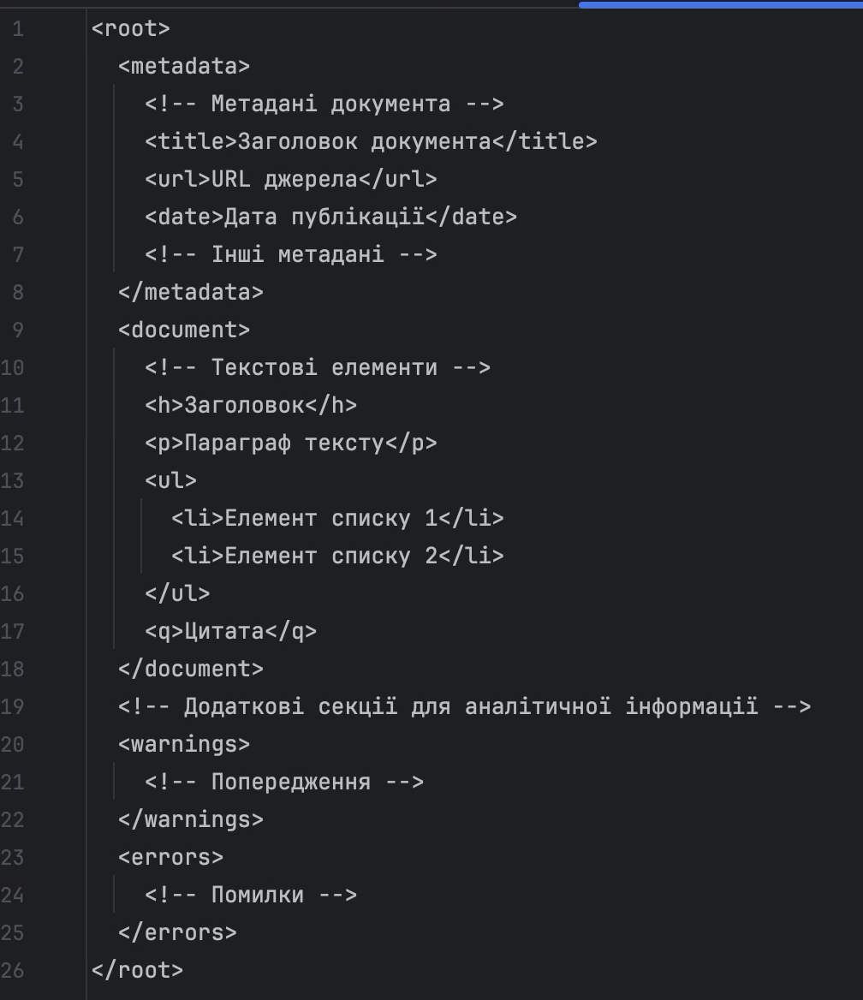 1 <root>
2 <metadata>
3 <!-- Метадані документа -->
4 <title>Заголовок документа</title>
5 <url>URL джерела</url>
6 <date>Дата публікації</date>
7 <!-- Інші метадані -->
8 </metadata>
9 <document>
10 <!-- Текстові елементи -->
11 <h>Заголовок</h>
12 <p>Параграф тексту</p>
13 <ul>
14 <li>Елемент списку 1</li>
15 <li>Елемент списку 2</li>
16 </ul>
17 <q>Цитата</q>
18 </document>
19 <!-- Додаткові секції для аналітичної інформації -->
20 <warnings>
21 <!-- Попередження -->
22 </warnings>
23 <errors>
24 <!-- Помилки -->
25 </errors>
26 </root>